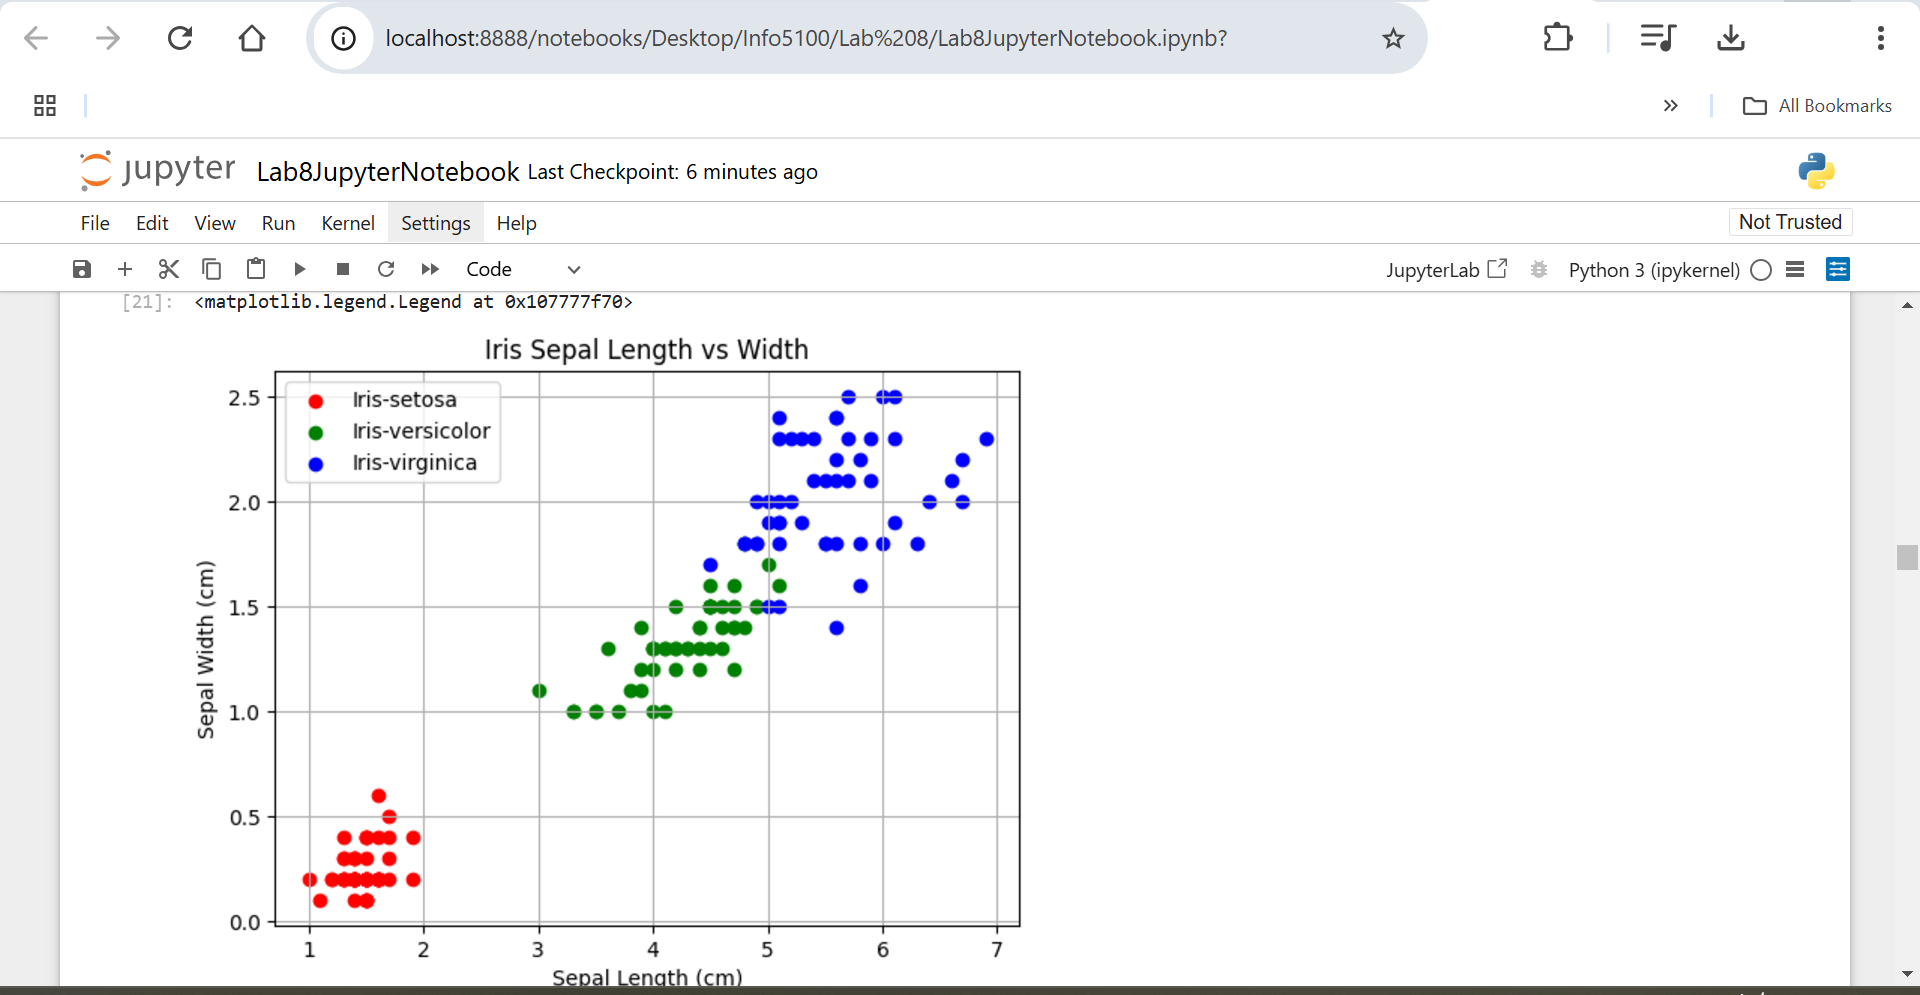 localhost:8888/notebooks/Desktop/Info5100/Lab%208/Lab8JupyterNotebook.ipynb?
All Bookmarks
jupyter Lab8JupyterNotebook Last Checkpoint: 6 minutes ago
File Edit View Run Kernel Settings Help Not Trusted
Code JupyterLab Python 3 (ipykernel)
[21]: <matplotlib.legend.Legend at 0x107777f70>
Iris Sepal Length vs Width
Iris-setosa
Iris-versicolor
Iris-virginica
2.5
2.0
1.5
1.0
0.5
0.0
Sepal Width (cm)
1 2 3 4 5 6 7
Sepal Length (cm)